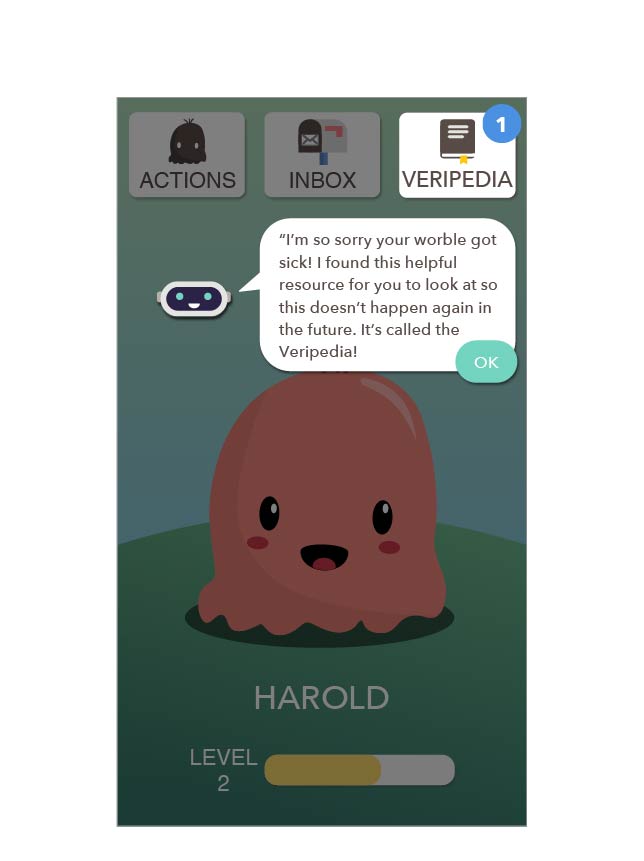 ACTIONS
INBOX
VERIPEDIA
1
“I’m so sorry your worble got
sick! I found this helpful
resource for you to look at so
this doesn’t happen again in
the future. It’s called the
Veripedia!
OK
HAROLD
LEVEL
2